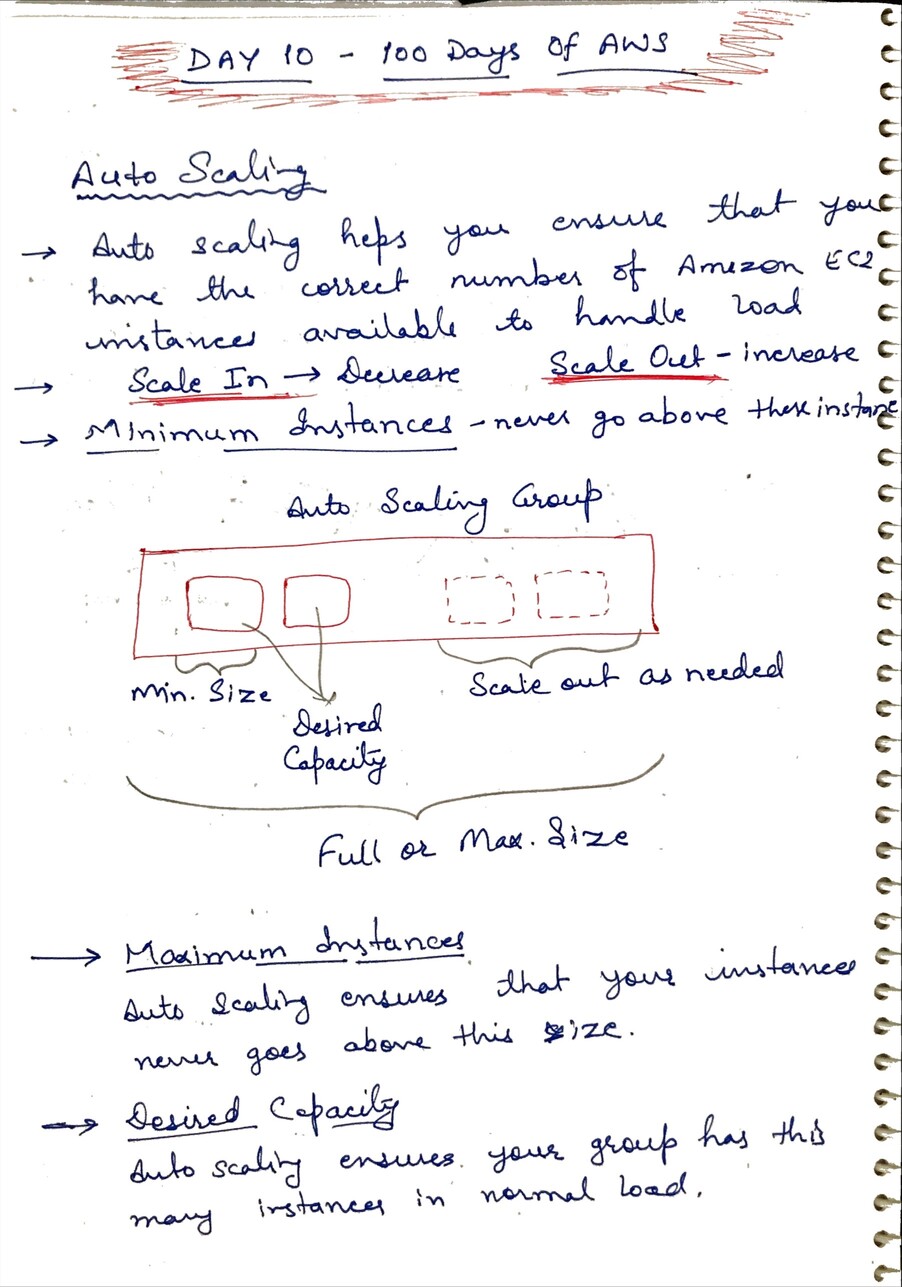 DAY 10 - 100 Days Of AWS
Auto Scaling
→ Auto scaling heps you ensure that you
have the correct number of Amezon EC2
instances available to handle load
→ Scale In → Decrease Scale Out - increase
→ Minimum Instances - never go above these instance
Auto Scaling Group
Min. Size
Scale out as needed
Desired
Capacity
Full or Max. Size
→ Maximum Instances
Auto Scaling ensures that your instances
never goes above this size.
→ Desired Capacity
Auto scaling ensures your group has this
many instances in normal load.